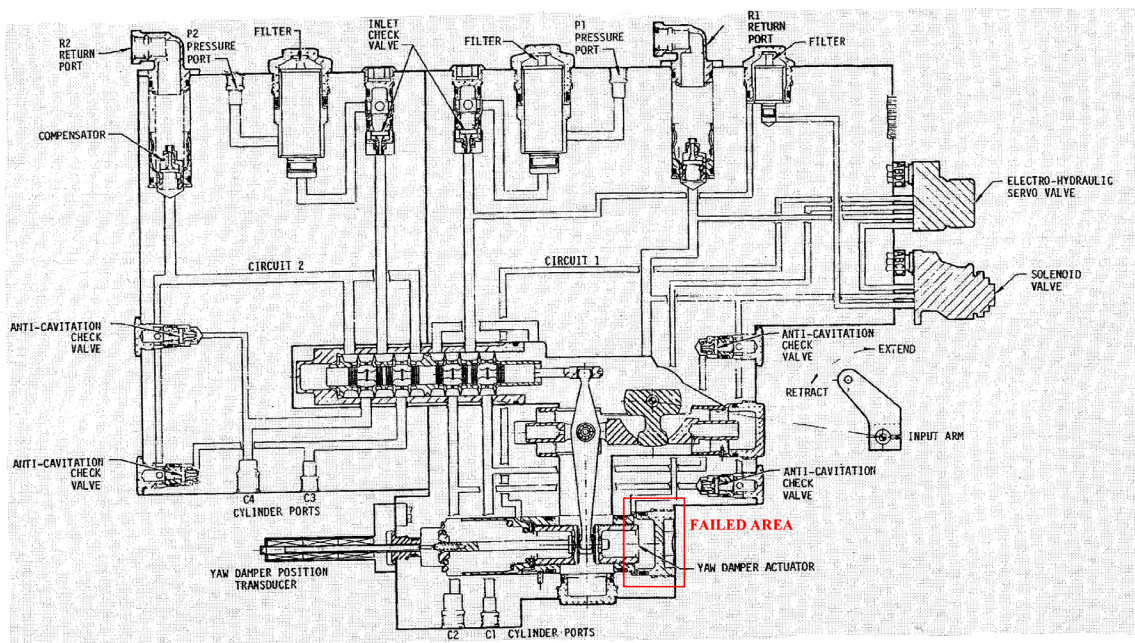 R2
RETURN
PORT
P2
PRESSURE
PORT
FILTER
INLET
CHECK
VALVE
FILTER
P1
PRESSURE
PORT
R1
RETURN
PORT
FILTER
COMPENSATOR
ELECTRO-HYDRAULIC
SERVO VALVE
CIRCUIT 2
CIRCUIT 1
SOLENOID
VALVE
ANTI-CAVITATION
CHECK
VALVE
ANTI-CAVITATION
CHECK
VALVE
EXTEND
RETRACT
INPUT ARM
ANTI-CAVITATION
CHECK
VALVE
ANTI-CAVITATION
CHECK
VALVE
C4
C3
CYLINDER PORTS
FAILED AREA
YAW DAMPER POSITION
TRANSDUCER
YAW DAMPER ACTUATOR
C2
C1
CYLINDER PORTS